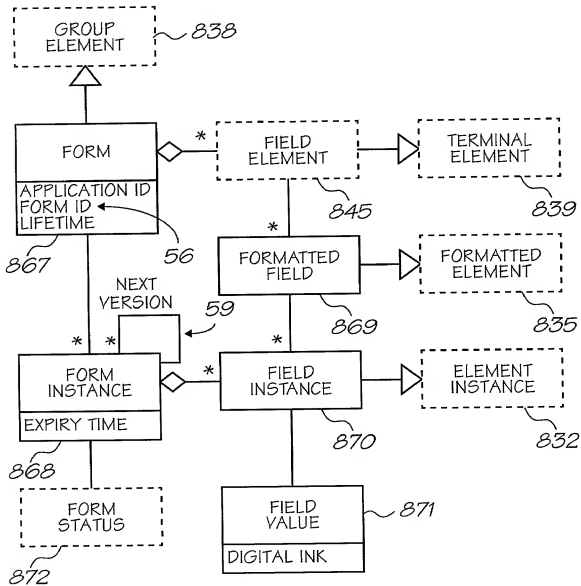 GROUP
ELEMENT
838
FORM
*
FIELD
ELEMENT
TERMINAL
ELEMENT
APPLICATION ID
FORM ID
LIFETIME
867
56
845
839
*
FORMATTED
FIELD
FORMATTED
ELEMENT
NEXT
VERSION
59
869
835
*
*
*
FORM
INSTANCE
*
FIELD
INSTANCE
ELEMENT
INSTANCE
EXPIRY TIME
868
870
832
FORM
STATUS
872
FIELD
VALUE
871
DIGITAL INK